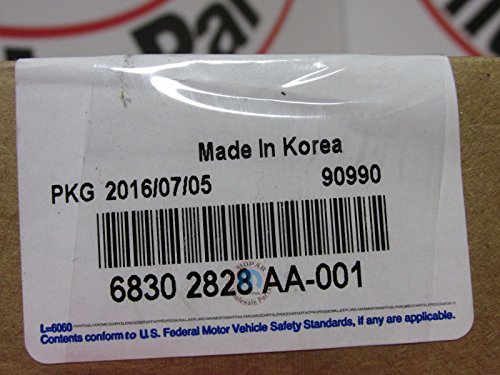 Made In Korea
PKG 2016/07/05 90990
6830 2828 AA-001
L=6060
Contents conform to U.S. Federal Motor Vehicle Safety Standards, if any are applicable.